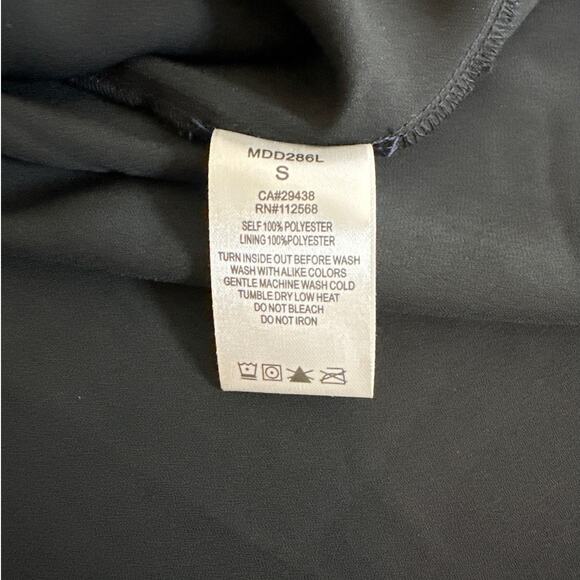 MDD286L
S
CA#29438
RN#112568
SELF 100% POLYESTER
LINING 100%POLYESTER
TURN INSIDE OUT BEFORE WASH
WASH WITH ALIKE COLORS
GENTLE MACHINE WASH COLD
TUMBLE DRY LOW HEAT
DO NOT BLEACH
DO NOT IRON